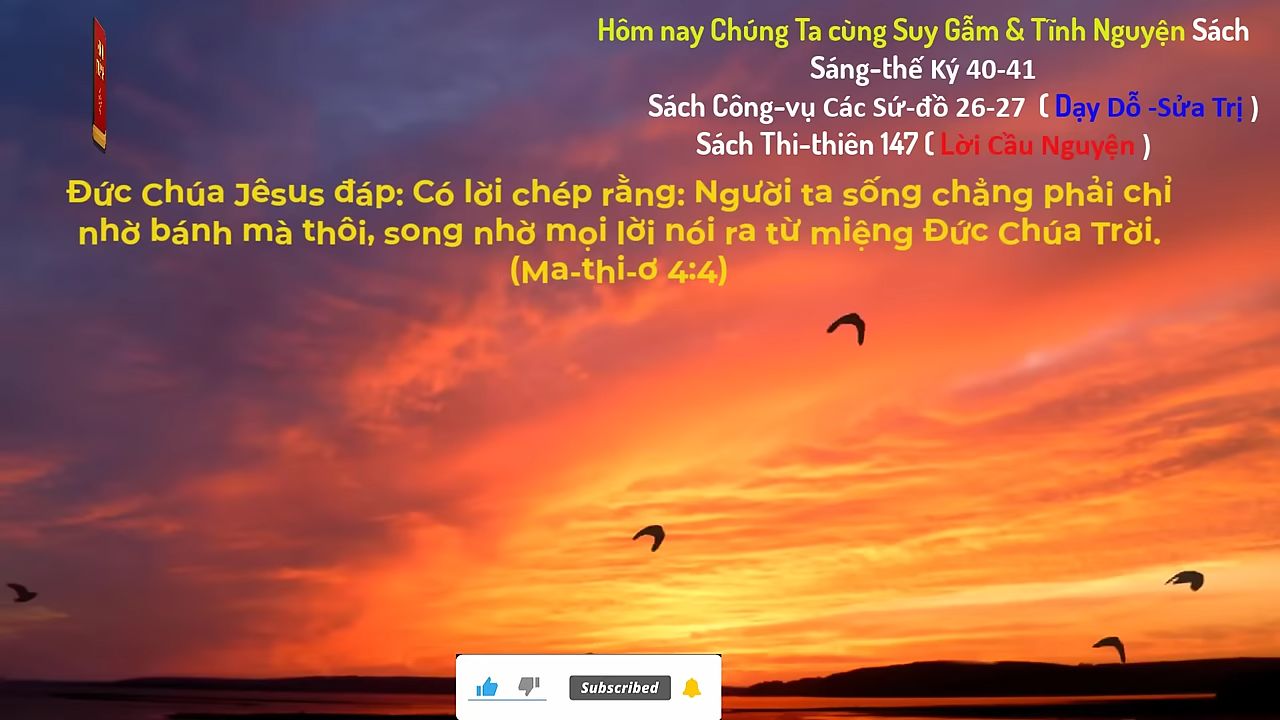 Hôm nay Chúng Ta cùng Suy Gẫm & Tĩnh Nguyện Sách
Sáng-thế Ký 40-41
Sách Công-vụ Các Sứ-đồ 26-27 ( Dạy Dỗ -Sửa Trị )
Sách Thi-thiên 147 ( Lời Cầu Nguyện )
Đức Chúa Jêsus đáp: Có lời chép rằng: Người ta sống chẳng phải chỉ
nhờ bánh mà thôi, song nhờ mọi lời nói ra từ miệng Đức Chúa Trời.
(Ma-thi-ơ 4:4)
Subscribed